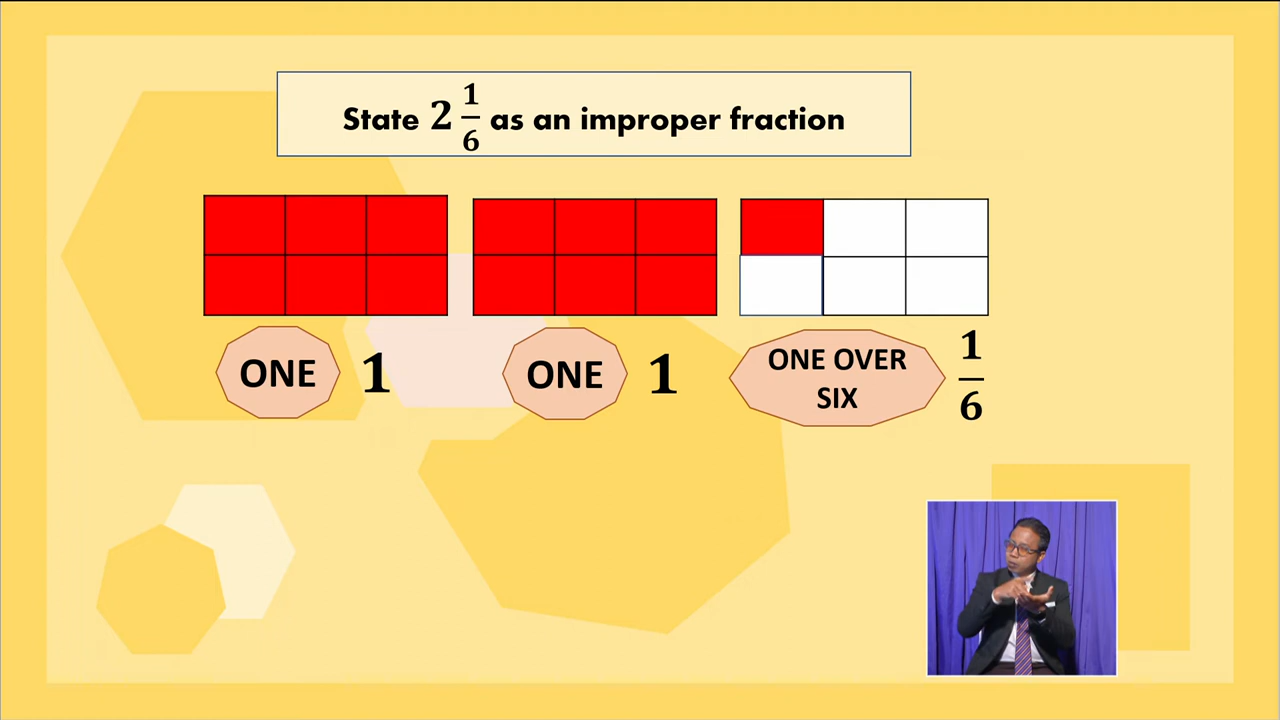 State 2 1/6 as an improper fraction
ONE 1
ONE 1
ONE OVER
SIX
1/6